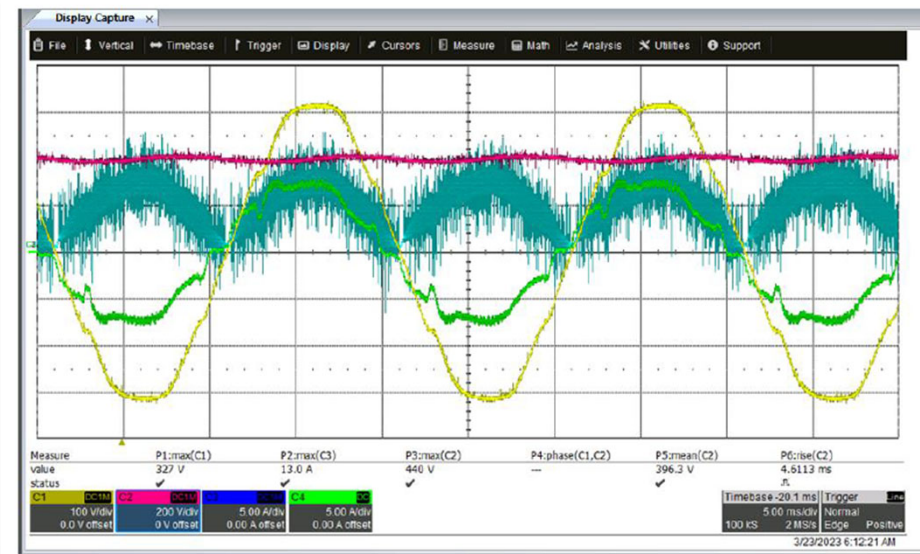 Display Capture ×
File Vertical Timebase Trigger Display Cursors Measure Math Analysis Utilities Support
C2
Measure P1:max(C1) P2:max(C3) P3:max(C2) P4:phase(C1,C2) P5:mean(C2) P6:rise(C2)
value 327 V 13.0 A 440 V --- 396.3 V 4.6113 ms
status
C1 DC1M C2 DC1M C3 DC1M C4 DC Timebase -20.1 ms Trigger Line
100 V/div 200 V/div 5.00 A/div 5.00 A/div 5.00 ms/div Normal
0.0 V offset 0 V offset 0.00 A offset 0.00 A offset 100 kS 2 MS/s Edge Positive
3/23/2023 6:12:21 AM